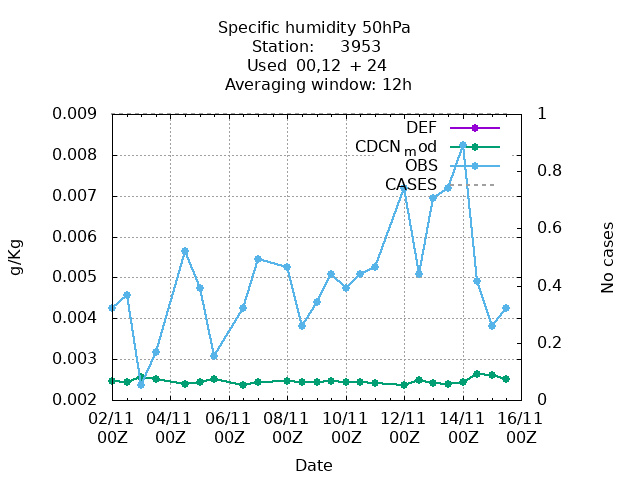 Specific humidity 50hPa
Station: 3953
Used 00,12 + 24
Averaging window: 12h
0.009
0.008
0.007
0.006
0.005
0.004
0.003
0.002
g/Kg
DEF
CDCNmod
OBS
CASES
1
0.8
0.6
0.4
0.2
0
No cases
02/11 04/11 06/11 08/11 10/11 12/11 14/11 16/11
00Z 00Z 00Z 00Z 00Z 00Z 00Z 00Z
Date